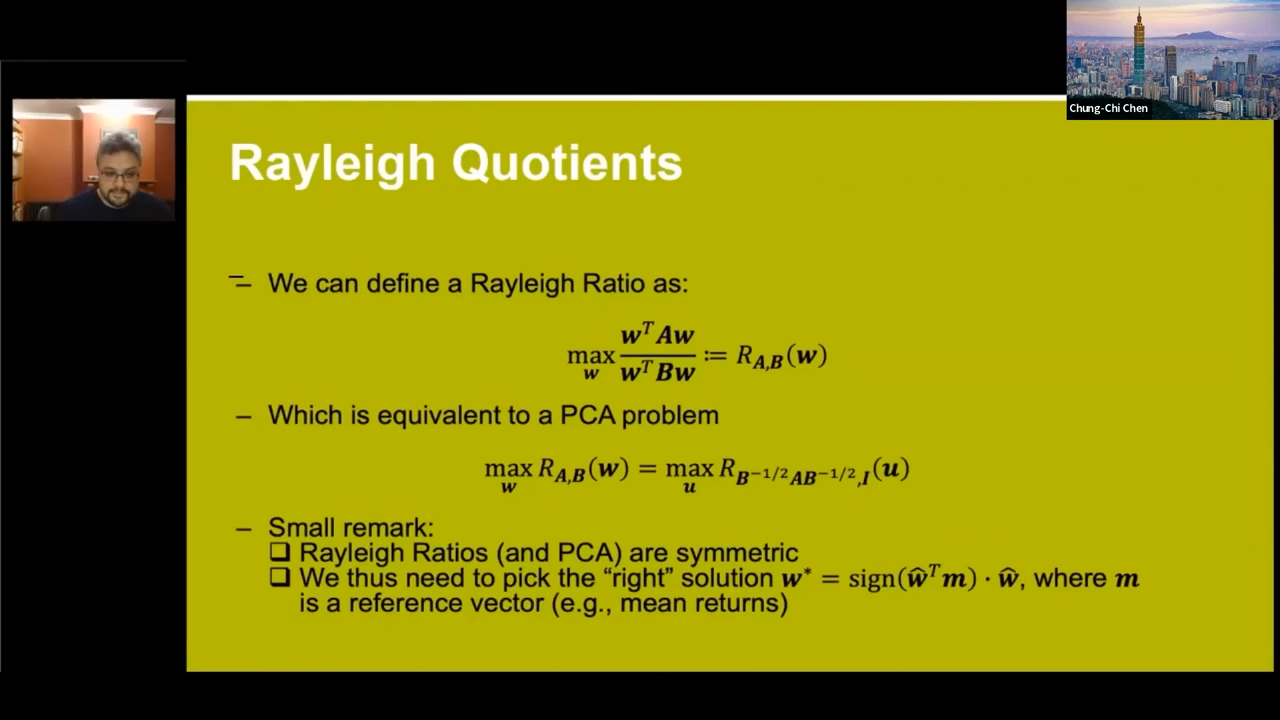 Chung-Chi Chen
Rayleigh Quotients
– We can define a Rayleigh Ratio as:
max_w (w^T A w)/(w^T B w) := R_{A,B}(w)
– Which is equivalent to a PCA problem
max_w R_{A,B}(w) = max_u R_{B^{-1/2}AB^{-1/2},I}(u)
– Small remark:
❑ Rayleigh Ratios (and PCA) are symmetric
❑ We thus need to pick the “right” solution w* = sign(ŵ^T m) · ŵ, where m
is a reference vector (e.g., mean returns)